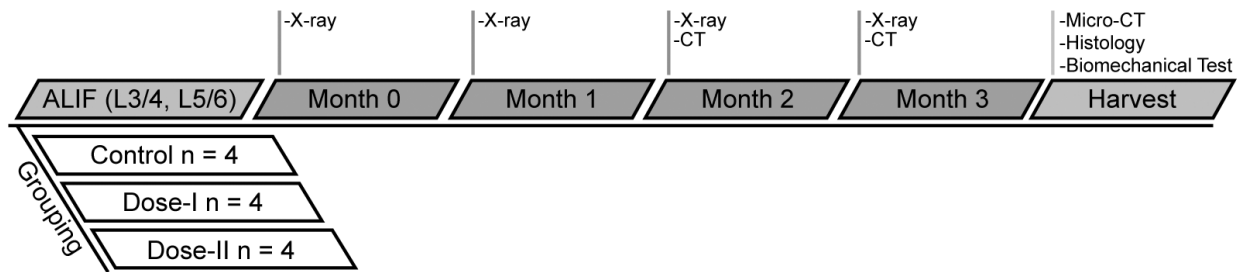 -X-ray
-X-ray
-X-ray
-CT
-X-ray
-CT
-Micro-CT
-Histology
-Biomechanical Test
ALIF (L3/4, L5/6)
Month 0
Month 1
Month 2
Month 3
Harvest
Grouping
Control n = 4
Dose-I n = 4
Dose-II n = 4